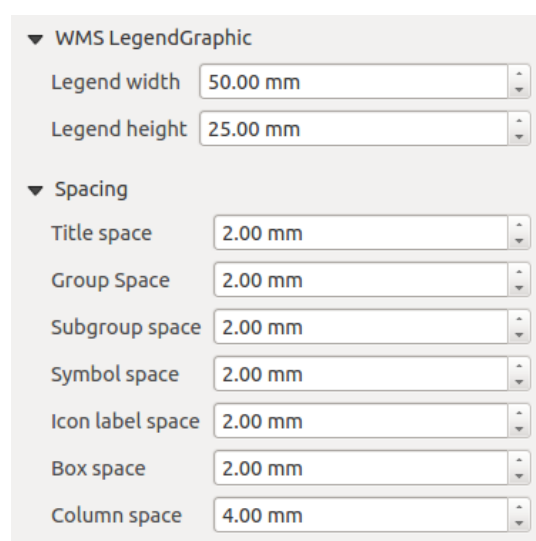 WMS LegendGraphic
Legend width 50.00 mm
Legend height 25.00 mm
Spacing
Title space 2.00 mm
Group Space 2.00 mm
Subgroup space 2.00 mm
Symbol space 2.00 mm
Icon label space 2.00 mm
Box space 2.00 mm
Column space 4.00 mm